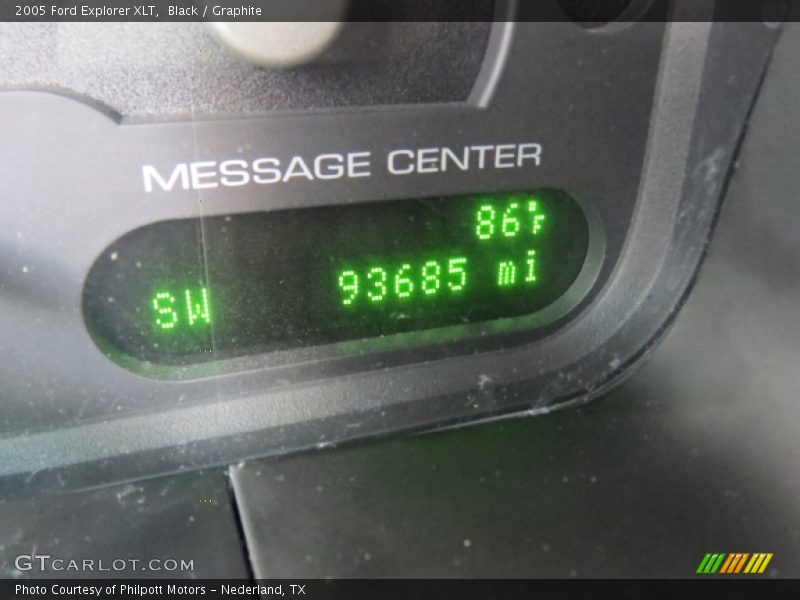 2005 Ford Explorer XLT, Black / Graphite
MESSAGE CENTER
86°F
SW 93685 mi
GTCARLOT.COM
Photo Courtesy of Philpott Motors - Nederland, TX